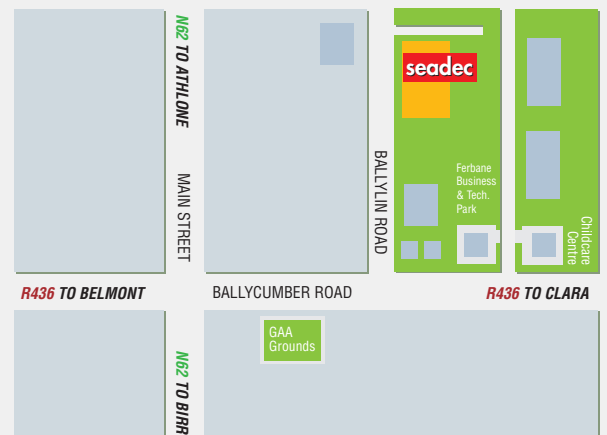 N62 TO ATHLONE
MAIN STREET
seadec
BALLYLIN ROAD
Ferbane
Business
& Tech.
Park
Childcare
Centre
R436 TO BELMONT
BALLYCUMBER ROAD
R436 TO CLARA
GAA
Grounds
N62 TO BIRR